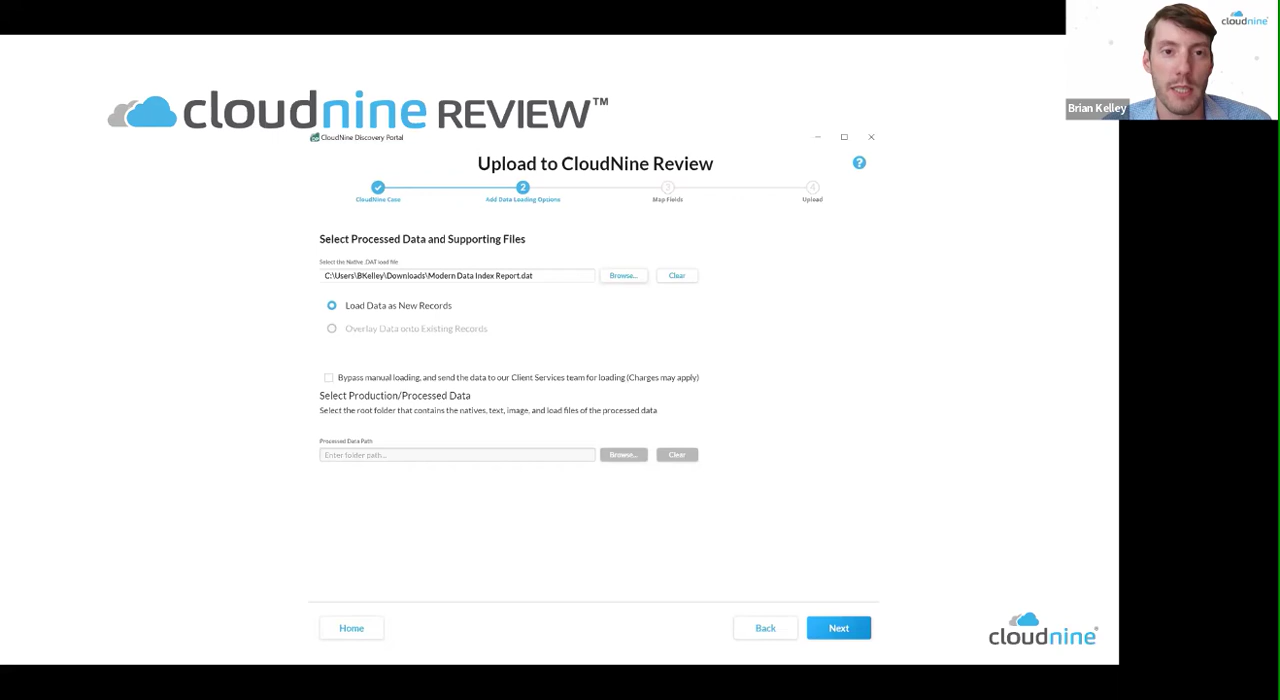 cloudnine
Brian Kelley
cloudnine REVIEW™
CloudNine Discovery Portal
Upload to CloudNine Review
?
2
3
4
CloudNine Case
Add Data Loading Options
Map Fields
Upload
Select Processed Data and Supporting Files
Select the Native .DAT load file
C:\Users\BKelley\Downloads\Modern Data Index Report.dat
Browse...
Clear
Load Data as New Records
Overlay Data onto Existing Records
Bypass manual loading, and send the data to our Client Services team for loading (Charges may apply)
Select Production/Processed Data
Select the root folder that contains the natives, text, image, and load files of the processed data
Processed Data Path
Enter folder path...
Browse...
Clear
Home
Back
Next
cloudnine